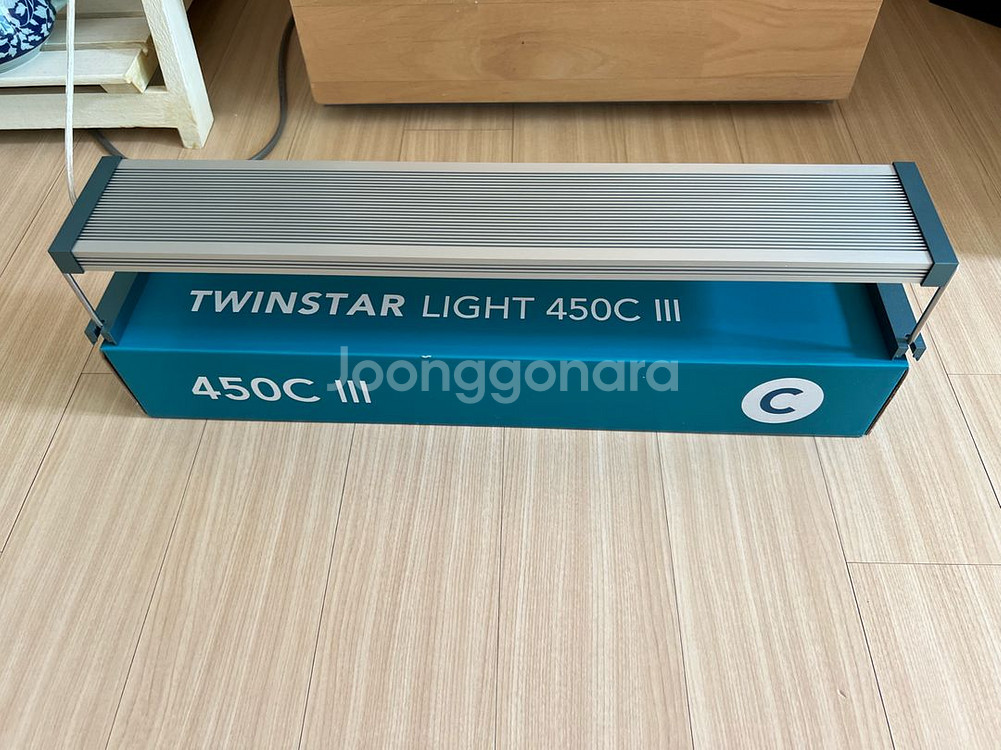 TWINSTAR LIGHT 450C III
Joonggonara
450C III
C